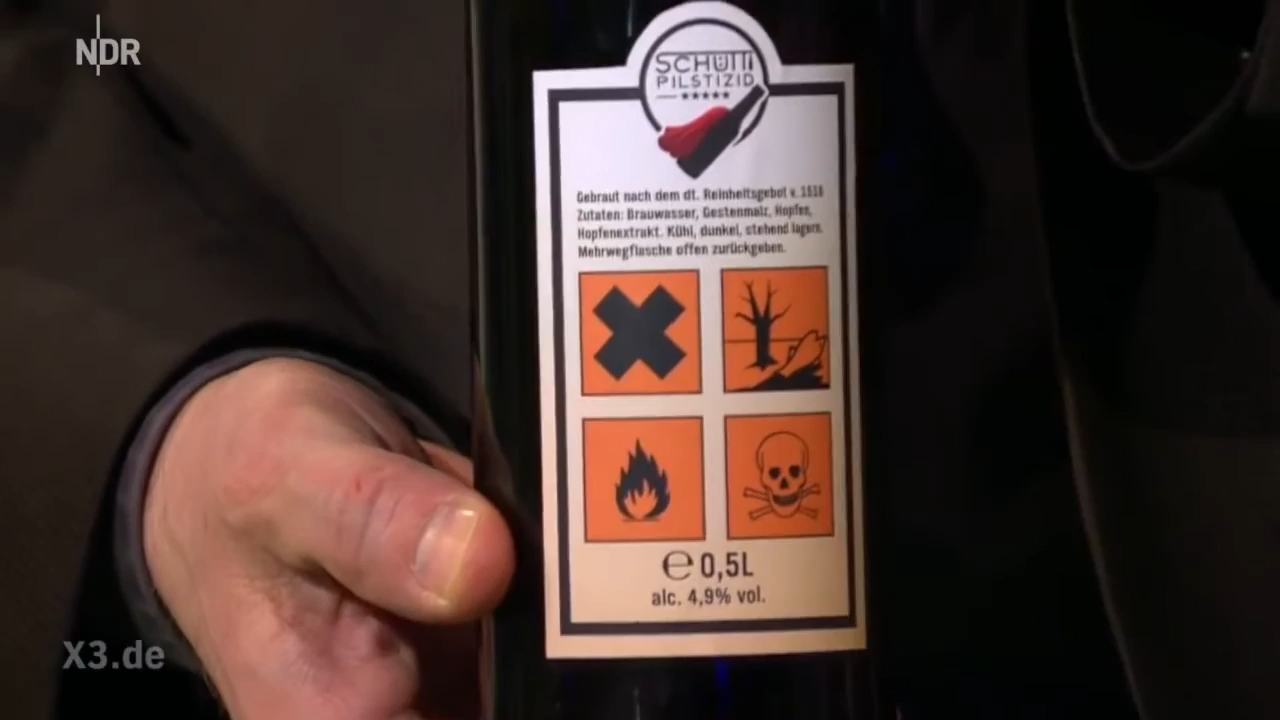 NDR
SCHÜTTI
PILSTIZID
Gebraut nach dem dt. Reinheitsgebot v. 1516
Zutaten: Brauwasser, Gestenmalz, Hopfen,
Hopfenextrakt. Kühl, dunkel, stehend lagern.
Mehrwegflasche offen zurückgeben.
℮ 0,5L
alc. 4,9% vol.
X3.de